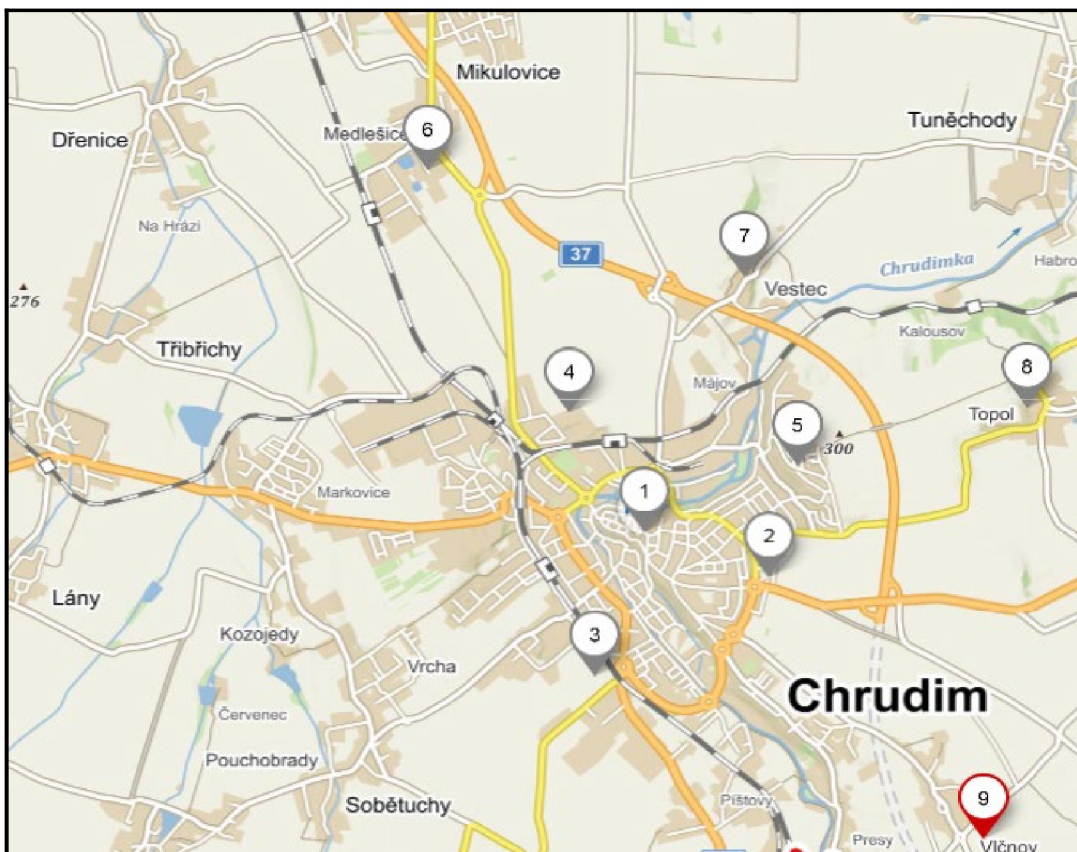 Mikulovice
Medlešice
6
Dřenice
Tuněchody
Na Hrázi
7
37
Chrudimka
Habro
Vestec
276
Kalousov
Třibřichy
4
Májov
8
Topol
5
300
Markovice
1
2
Lány
Kozojedy
3
Vrcha
Chrudim
Červenec
Pouchobrady
Sobětuchy
Píštovy
9
Presy
Vlčnov